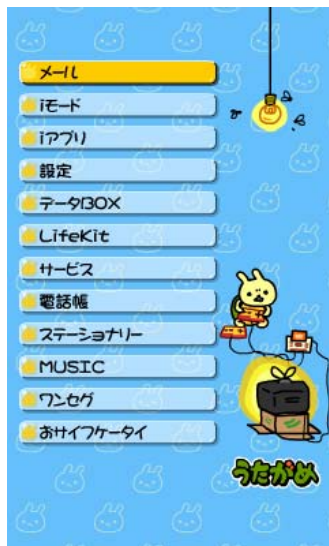 メール
iモード
iアプリ
設定
データBOX
LifeKit
サービス
電話帳
ステーショナリー
MUSIC
ワンセグ
おサイフケータイ
うたがめ